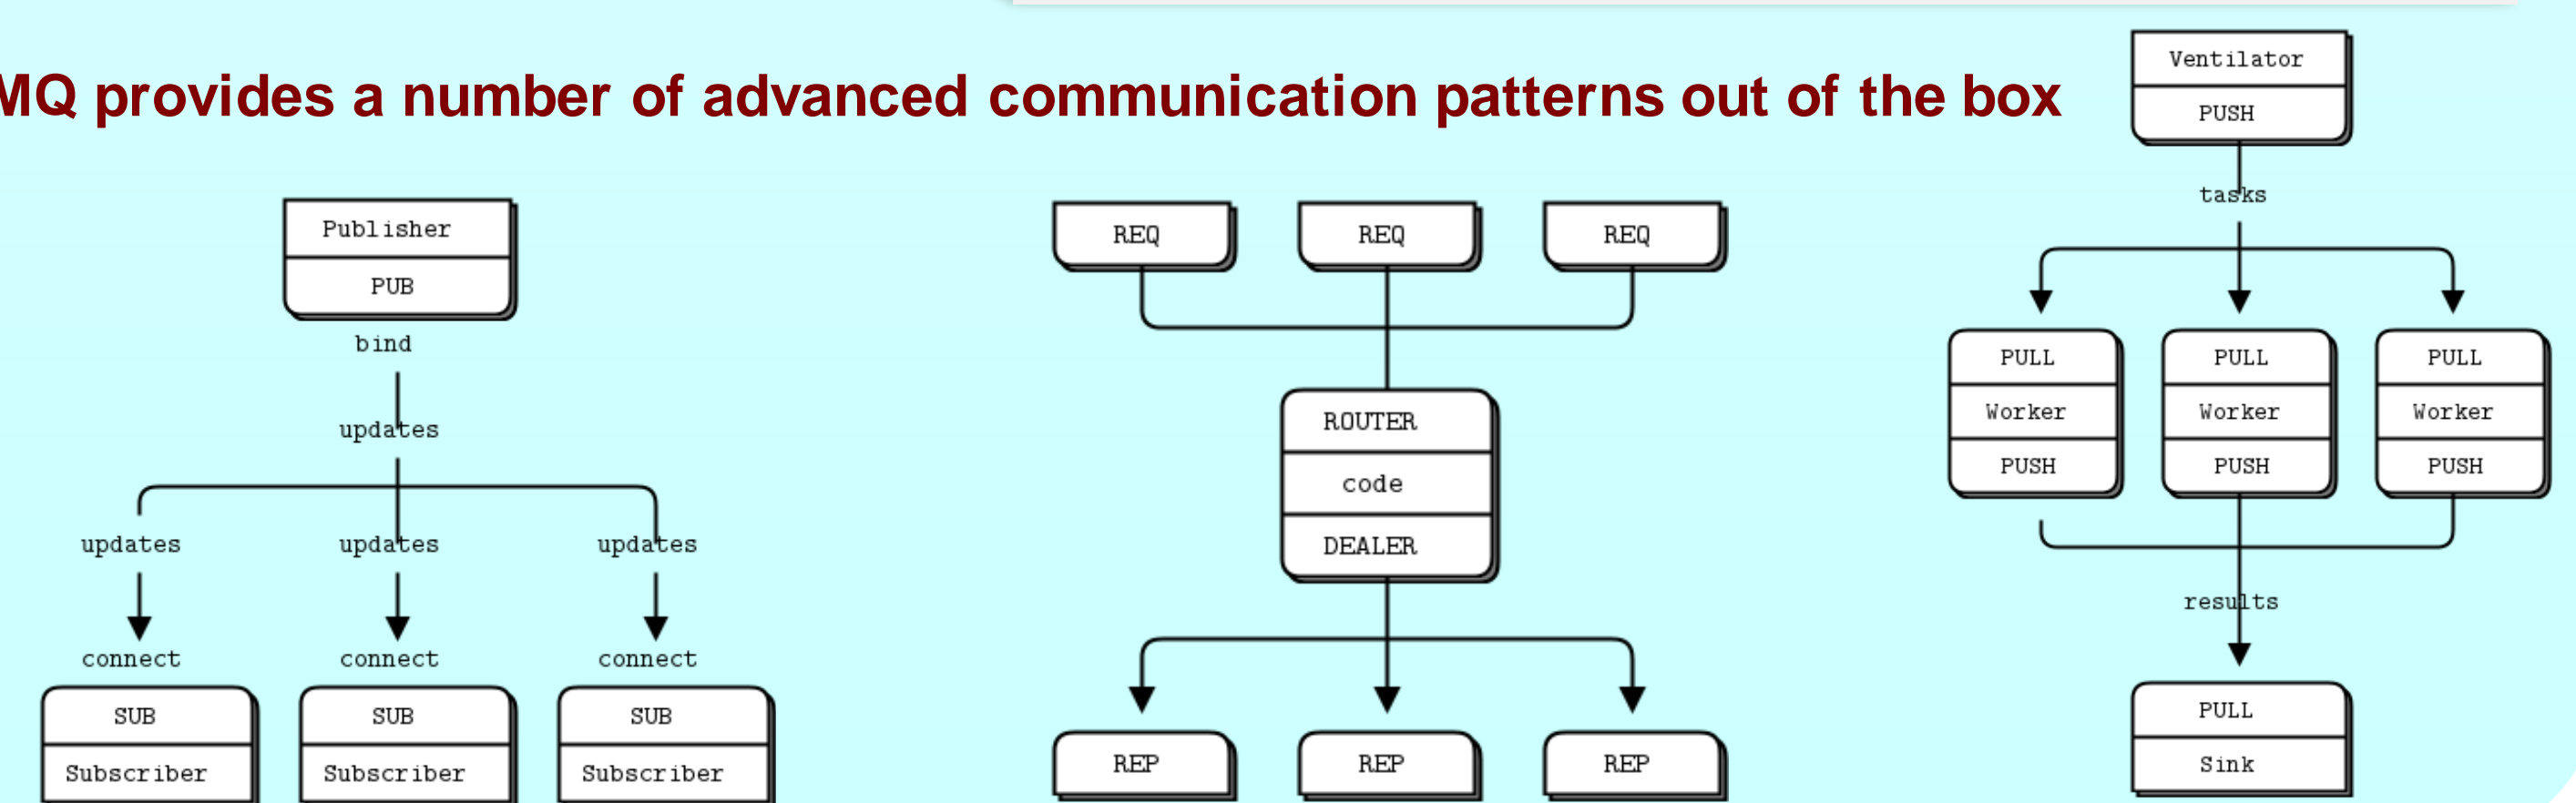 MQ provides a number of advanced communication patterns out of the box
Publisher
PUB
bind
updates
updates updates updates
connect connect connect
SUB SUB SUB
Subscriber Subscriber Subscriber
REQ REQ REQ
ROUTER
code
DEALER
REP REP REP
Ventilator
PUSH
tasks
PULL PULL PULL
Worker Worker Worker
PUSH PUSH PUSH
results
PULL
Sink